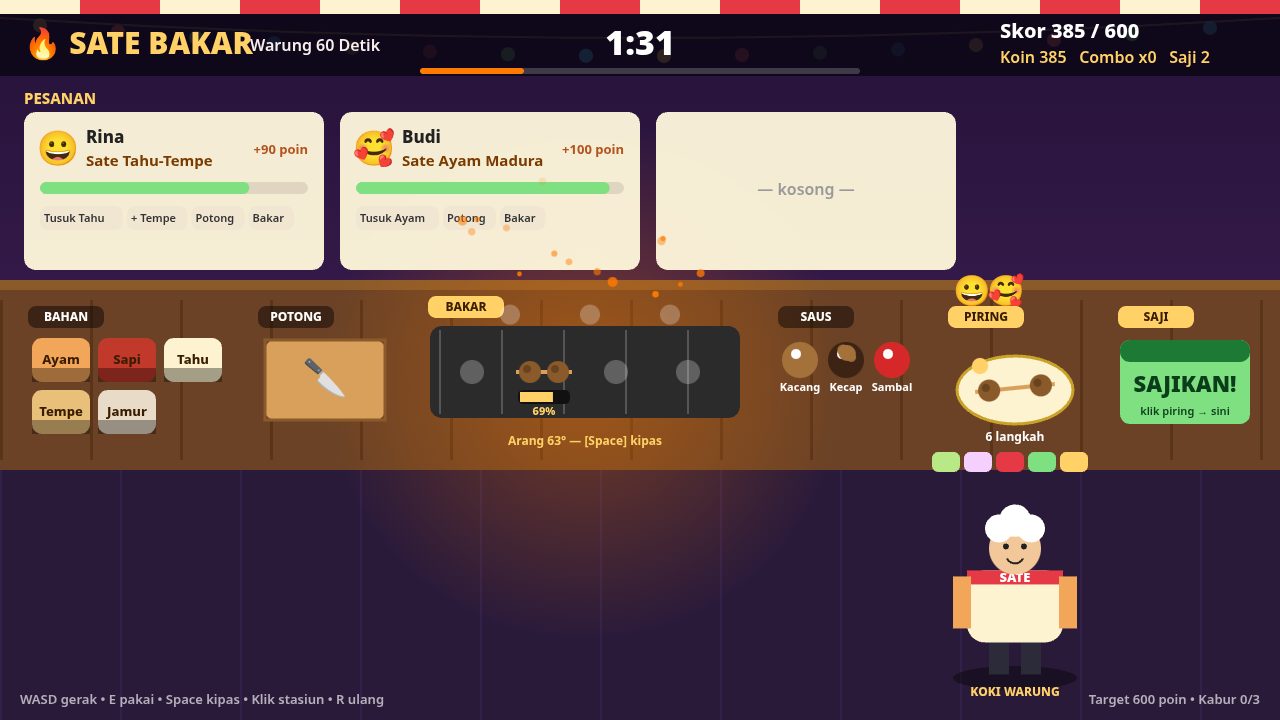 🔥 SATE BAKAR Warung 60 Detik
1:31
Skor 385 / 600
Koin 385 Combo x0 Saji 2
PESANAN
Rina
Sate Tahu-Tempe
+90 poin
Tusuk Tahu + Tempe Potong Bakar
Budi
Sate Ayam Madura
+100 poin
Tusuk Ayam Potong Bakar
— kosong —
BAHAN
POTONG
BAKAR
SAUS
PIRING
SAJI
Ayam Sapi Tahu
Tempe Jamur
69%
Arang 63° — [Space] kipas
Kacang Kecap Sambal
6 langkah
SAJIKAN!
klik piring → sini
SATE
KOKI WARUNG
WASD gerak • E pakai • Space kipas • Klik stasiun • R ulang
Target 600 poin • Kabur 0/3